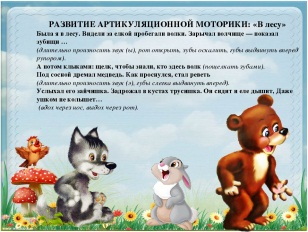 РАЗВИТИЕ АРТИКУЛЯЦИОННОЙ МОТОРИКИ: «В лесу»
Была я в лесу. Видели за елкой пробегали волки. Зарычал волчище — показал
зубищи …
(длительно произносить звук (ы), рот открыт, зубы оскалить, губы выдвинуть вперед
рупором).
А потом клыками: щелк, чтобы знали, кто здесь волк (пощелкать зубами).
Под сосной дремал медведь. Как проснулся, стал реветь
(длительно произносить звук (э), губы слегка выдвинуть вперед).
Услыхал его зайчишка. Задрожал в кустах трусишка. Он сидит и еле дышит, Даже
ушком не колышет…
(вдох через нос, выдох через рот).